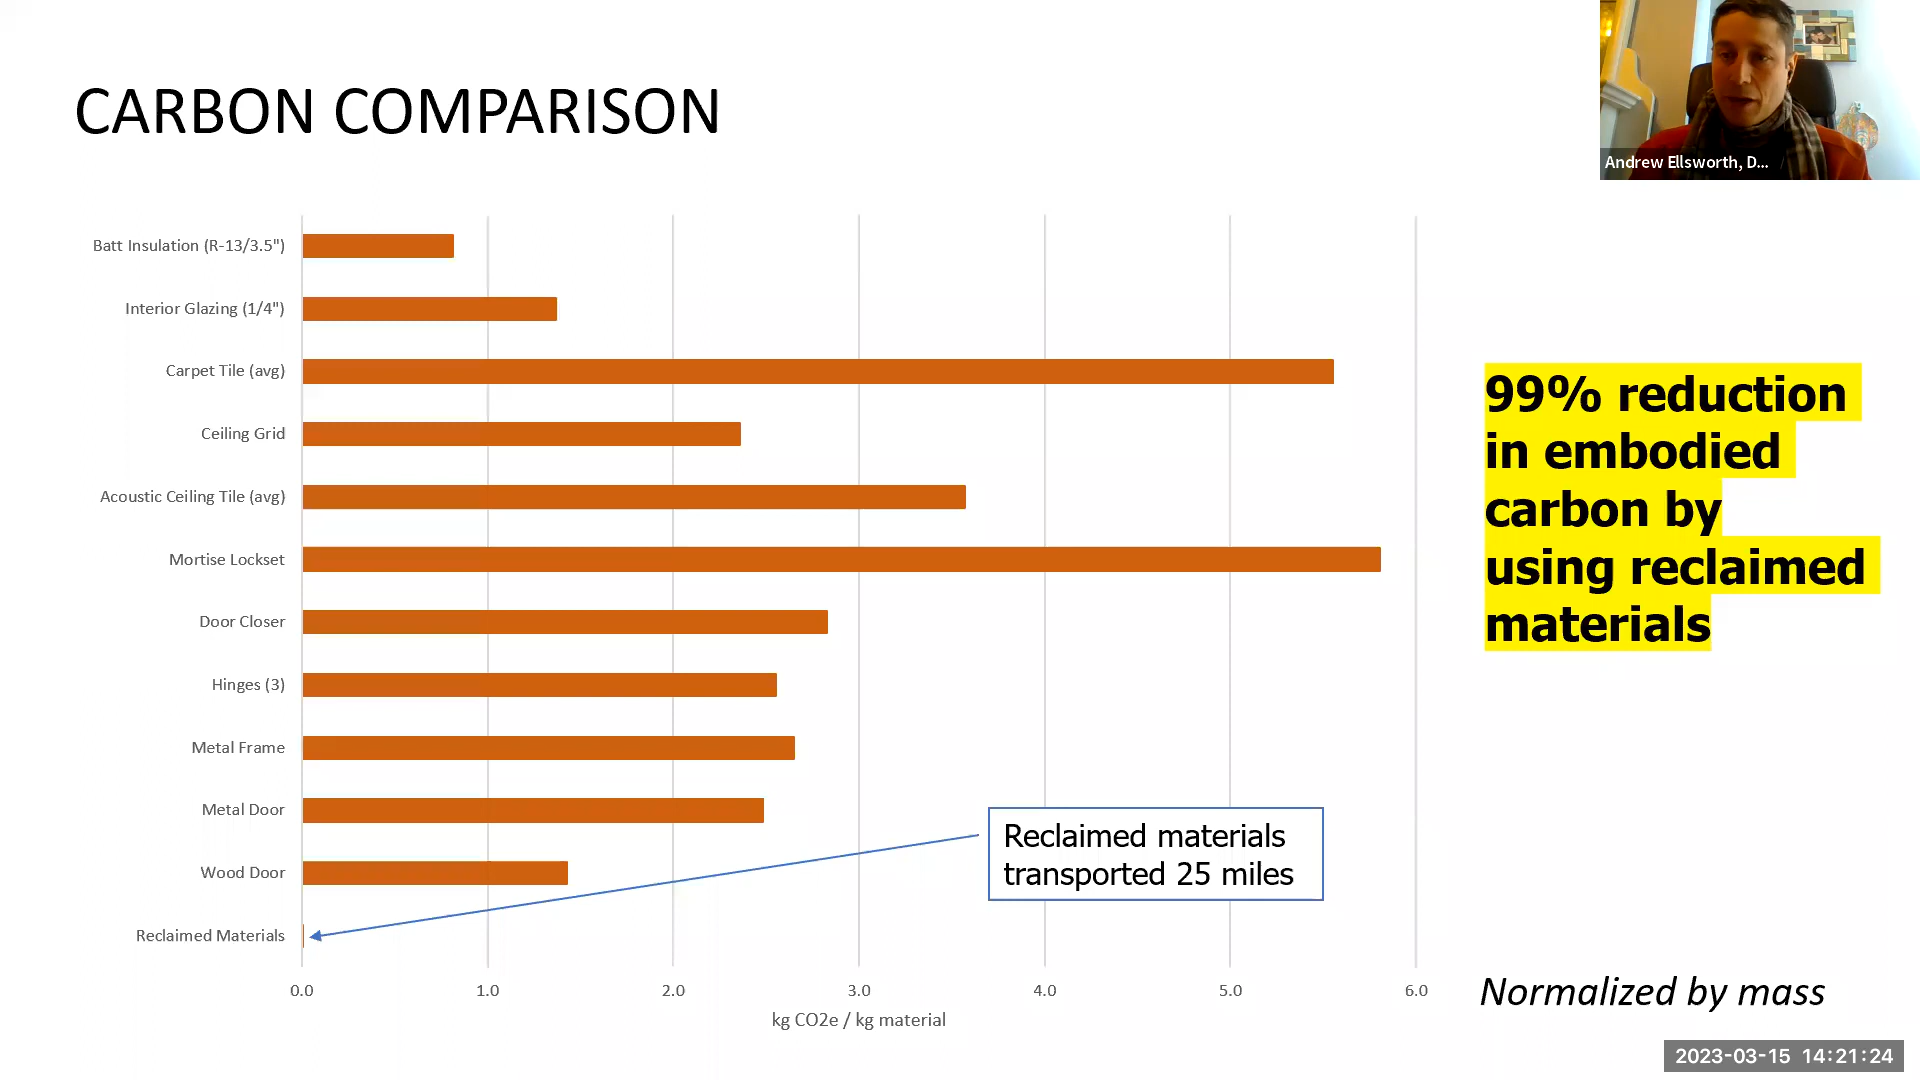 CARBON COMPARISON
Andrew Ellsworth, D...
Batt Insulation (R-13/3.5")
Interior Glazing (1/4")
Carpet Tile (avg)
Ceiling Grid
Acoustic Ceiling Tile (avg)
Mortise Lockset
Door Closer
Hinges (3)
Metal Frame
Metal Door
Wood Door
Reclaimed Materials
0.0 1.0 2.0 3.0 4.0 5.0 6.0
kg CO2e / kg material
Reclaimed materials
transported 25 miles
99% reduction
in embodied
carbon by
using reclaimed
materials
Normalized by mass
2023-03-15 14:21:24